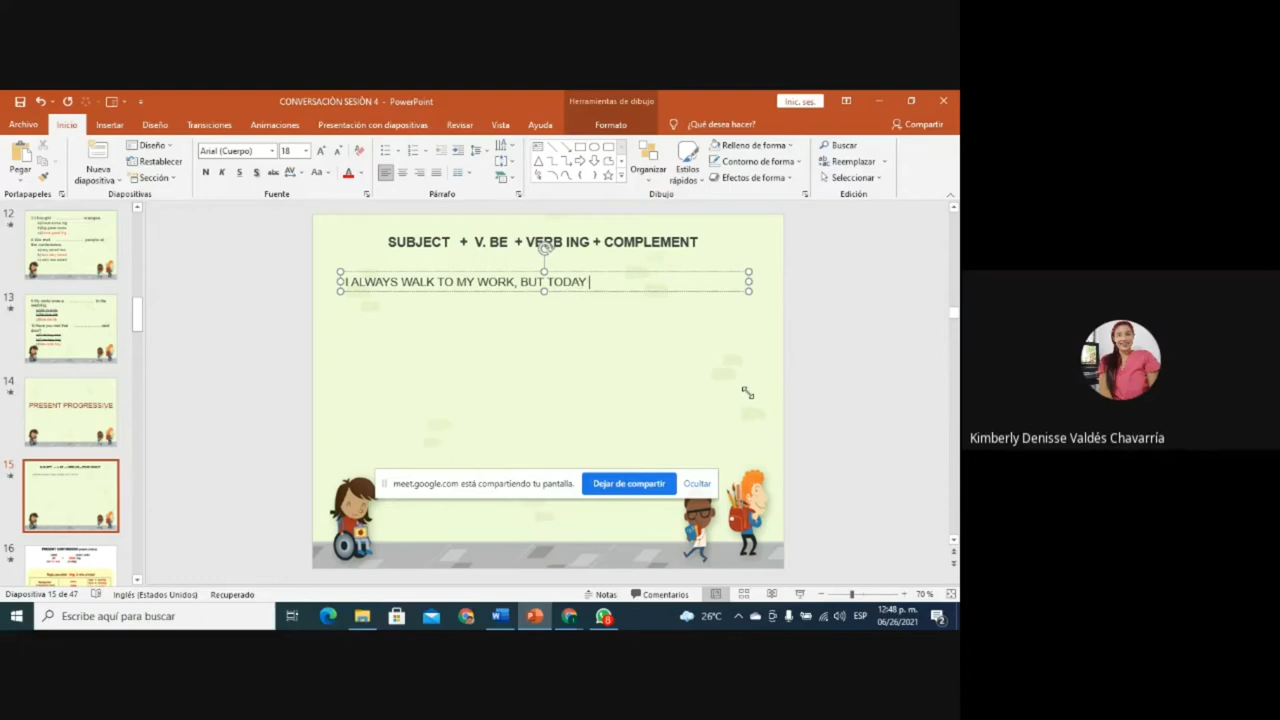 CONVERSACIÓN SESIÓN 4 - PowerPoint
Herramientas de dibujo
Inic. ses.
Archivo Inicio Insertar Diseño Transiciones Animaciones Presentación con diapositivas Revisar Vista Ayuda Formato ¿Qué desea hacer? Compartir
Pegar
Nueva diapositiva
Diseño
Restablecer
Sección
Arial (Cuerpo) 18
N K S S abc AV Aa A
Organizar
Estilos rápidos
Relleno de forma
Contorno de forma
Efectos de forma
Buscar
Reemplazar
Seleccionar
Portapapeles Diapositivas Fuente Párrafo Dibujo Edición
12
13
14
PRESENT PROGRESSIVE
15
16
SUBJECT + V. BE + VERB ING + COMPLEMENT
I ALWAYS WALK TO MY WORK, BUT TODAY
meet.google.com está compartiendo tu pantalla. Dejar de compartir Ocultar
Diapositiva 15 de 47 Inglés (Estados Unidos) Recuperado Notas Comentarios 70 %
Escribe aquí para buscar
26°C
ESP
12:48 p. m.
06/26/2021
2
8
Kimberly Denisse Valdés Chavarría